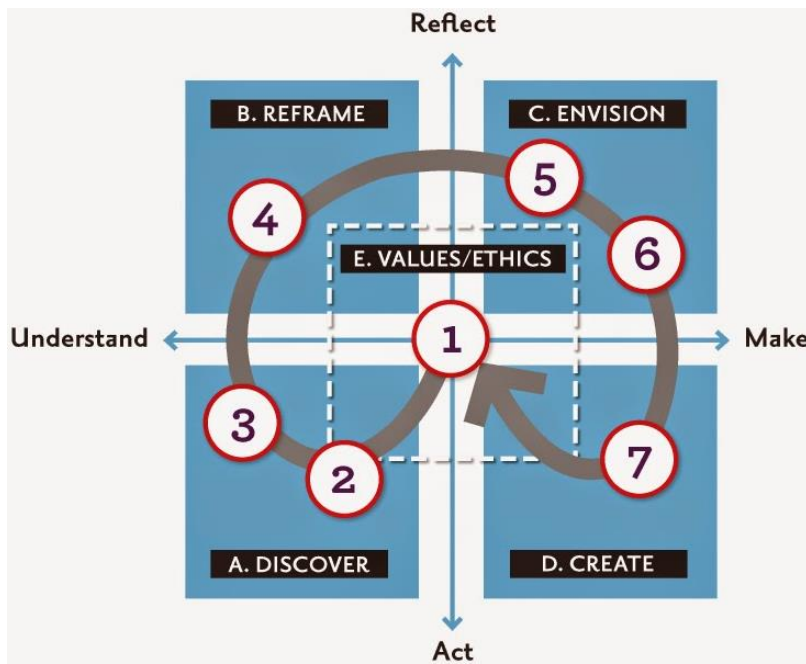 Reflect
B. REFRAME
C. ENVISION
5
4
6
E. VALUES/ETHICS
Understand
1
Make
3
2
7
A. DISCOVER
D. CREATE
Act